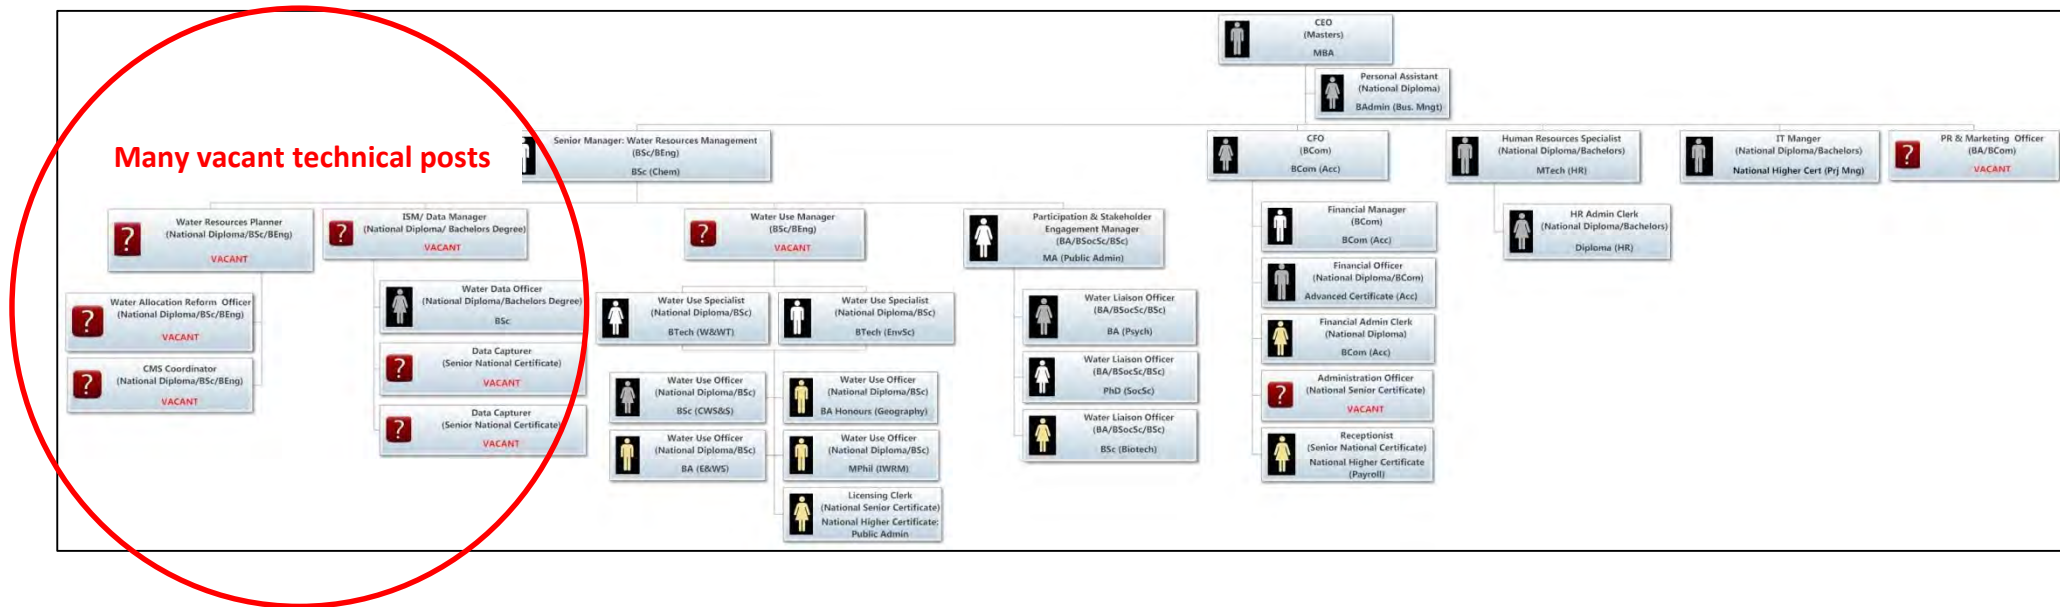 CEO
(Masters)
MBA
Personal Assistant
(National Diploma)
BAdmin (Bus. Mngt)
Many vacant technical posts
Senior Manager: Water Resources Management
(BSc/BEng)
BSc (Chem)
CFO
(BCom)
BCom (Acc)
Human Resources Specialist
(National Diploma/Bachelors)
MTech (HR)
IT Manger
(National Diploma/Bachelors)
National Higher Cert (Prj Mng)
?
PR & Marketing Officer
(BA/BCom)
VACANT
?
Water Resources Planner
(National Diploma/BSc/BEng)
VACANT
?
ISM/ Data Manager
(National Diploma/ Bachelors Degree)
VACANT
?
Water Use Manager
(BSc/BEng)
VACANT
Participation & Stakeholder
Engagement Manager
(BA/BSocSc/BSc)
MA (Public Admin)
Financial Manager
(BCom)
BCom (Acc)
HR Admin Clerk
(National Diploma/Bachelors)
Diploma (HR)
?
Water Allocation Reform Officer
(National Diploma/BSc/BEng)
VACANT
?
CMS Coordinator
(National Diploma/BSc/BEng)
VACANT
Water Data Officer
(National Diploma/Bachelors Degree)
BSc
?
Data Capturer
(Senior National Certificate)
VACANT
?
Data Capturer
(Senior National Certificate)
VACANT
Water Use Specialist
(National Diploma/BSc)
BTech (W&WT)
Water Use Specialist
(National Diploma/BSc)
BTech (EnvSc)
Water Use Officer
(National Diploma/BSc)
BSc (CWS&S)
Water Use Officer
(National Diploma/BSc)
BA Honours (Geography)
Water Use Officer
(National Diploma/BSc)
BA (E&WS)
Water Use Officer
(National Diploma/BSc)
MPhil (IWRM)
Licensing Clerk
(National Senior Certificate)
National Higher Certificate:
Public Admin
Water Liaison Officer
(BA/BSocSc/BSc)
BA (Psych)
Water Liaison Officer
(BA/BSocSc/BSc)
PhD (SocSc)
Water Liaison Officer
(BA/BSocSc/BSc)
BSc (Biotech)
Financial Officer
(National Diploma/BCom)
Advanced Certificate (Acc)
Financial Admin Clerk
(National Diploma)
BCom (Acc)
?
Administration Officer
(National Senior Certificate)
VACANT
Receptionist
(Senior National Certificate)
National Higher Certificate
(Payroll)